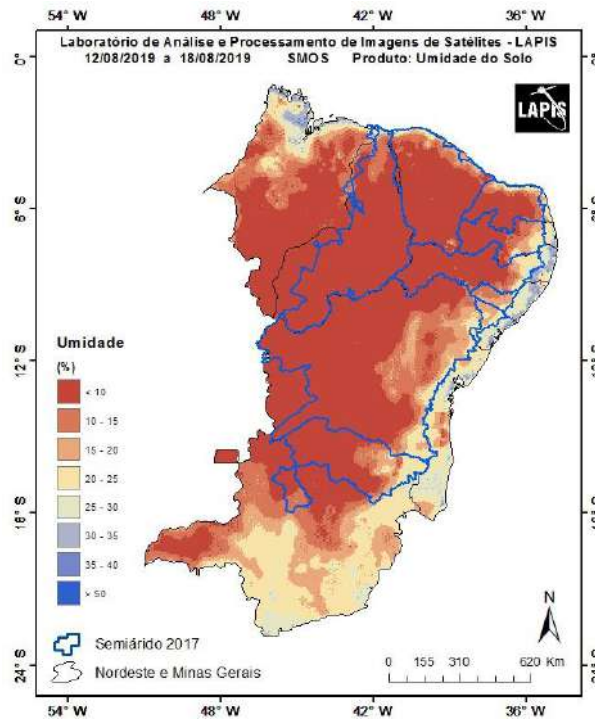 54° W 48° W 42° W 36° W
Laboratório de Análise e Processamento de Imagens de Satélites - LAPIS
12/08/2019 a 18/08/2019 SMOS Produto: Umidade do Solo
LAPIS
0°
6°S
6°S
12°S
12°S
18°S
24°S
24°S
Umidade
(%)
< 10
10 - 15
15 - 20
20 - 25
25 - 30
30 - 35
35 - 40
> 50
Semiárido 2017
Nordeste e Minas Gerais
N
0 155 310 620 Km
54° W 48° W 42° W 36° W